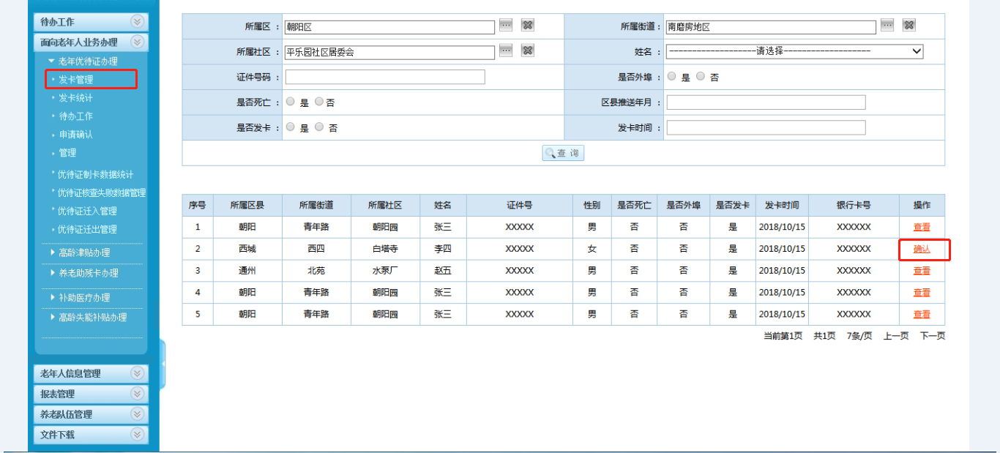 待办工作
面向老年人业务办理
老年优待证办理
发卡管理
发卡统计
待办工作
申请确认
管理
优待证制卡数据统计
优待证核查失败数据管理
优待证迁入管理
优待证迁出管理
高龄津贴办理
养老助残卡办理
补助医疗办理
高龄失能补贴办理
老年人信息管理
报表管理
养老队伍管理
文件下载
所属区 : 朝阳区 所属街道 : 南磨房地区
所属社区 : 平乐园社区居委会 姓名 : -------------------请选择-------------------
证件号码 : 是否外埠 : 是 否
是否死亡 : 是 否 区县推送年月 :
是否发卡 : 是 否 发卡时间 :
查 询
序号 所属区县 所属街道 所属社区 姓名 证件号 性别 是否死亡 是否外埠 是否发卡 发卡时间 银行卡号 操作
1 朝阳 青年路 朝阳园 张三 XXXXX 男 否 否 是 2018/10/15 XXXXXX 查看
2 西城 西四 白塔寺 李四 XXXXX 女 否 否 是 2018/10/15 XXXXXX 确认
3 通州 北苑 水泵厂 赵五 XXXXX 男 否 否 是 2018/10/15 XXXXXX 查看
4 朝阳 青年路 朝阳园 张三 XXXXX 男 否 否 是 2018/10/15 XXXXXX 查看
5 朝阳 青年路 朝阳园 张三 XXXXX 男 否 否 是 2018/10/15 XXXXXX 查看
当前第1页 共1页 7条/页 上一页 下一页